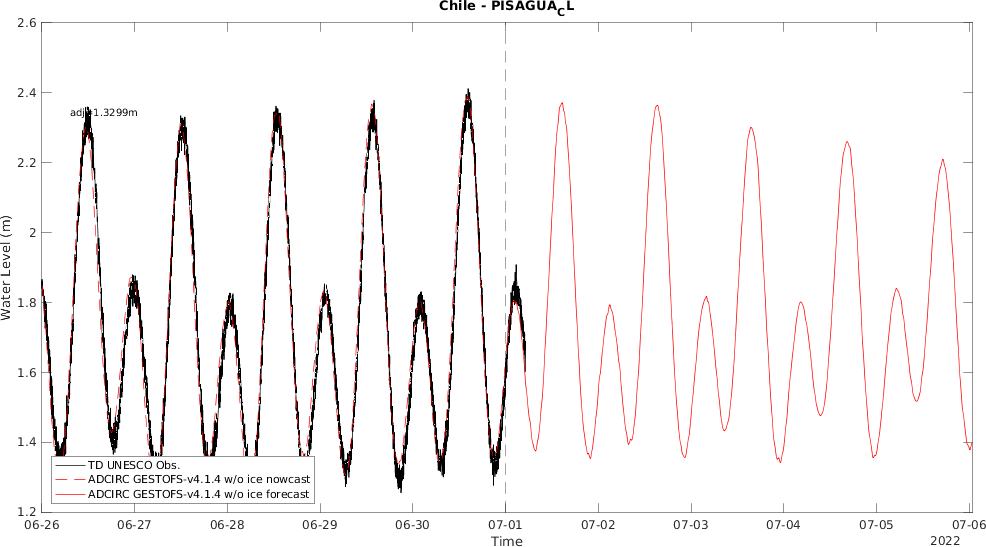 Chile - PISAGUA_CL
2.6
2.4
2.2
2
1.8
1.6
1.4
1.2
Water Level (m)
adj=1.3299m
TD UNESCO Obs.
ADCIRC GESTOFS-v4.1.4 w/o ice nowcast
ADCIRC GESTOFS-v4.1.4 w/o ice forecast
06-26 06-27 06-28 06-29 06-30 07-01 07-02 07-03 07-04 07-05 07-06
Time
2022